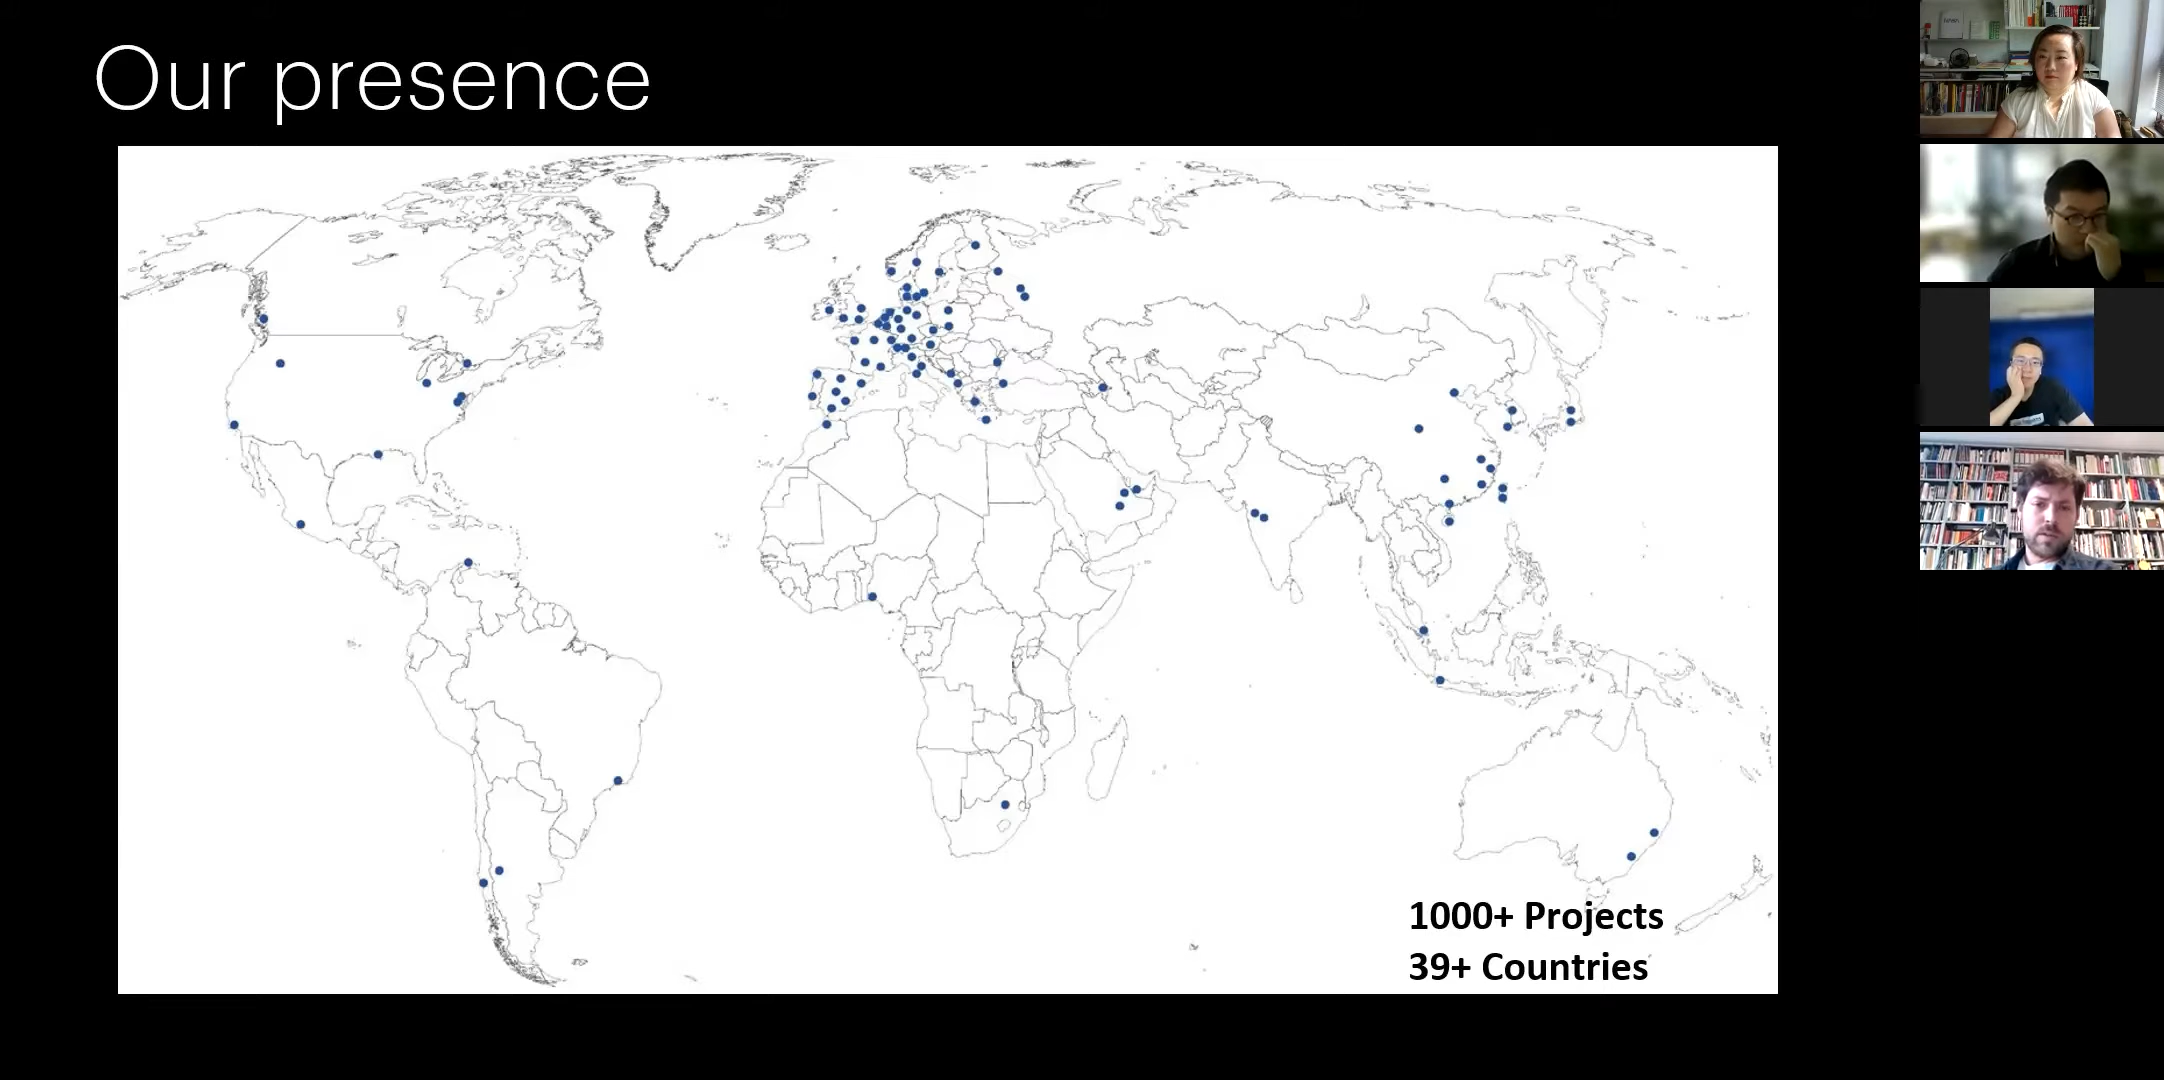 Our presence
1000+ Projects
39+ Countries